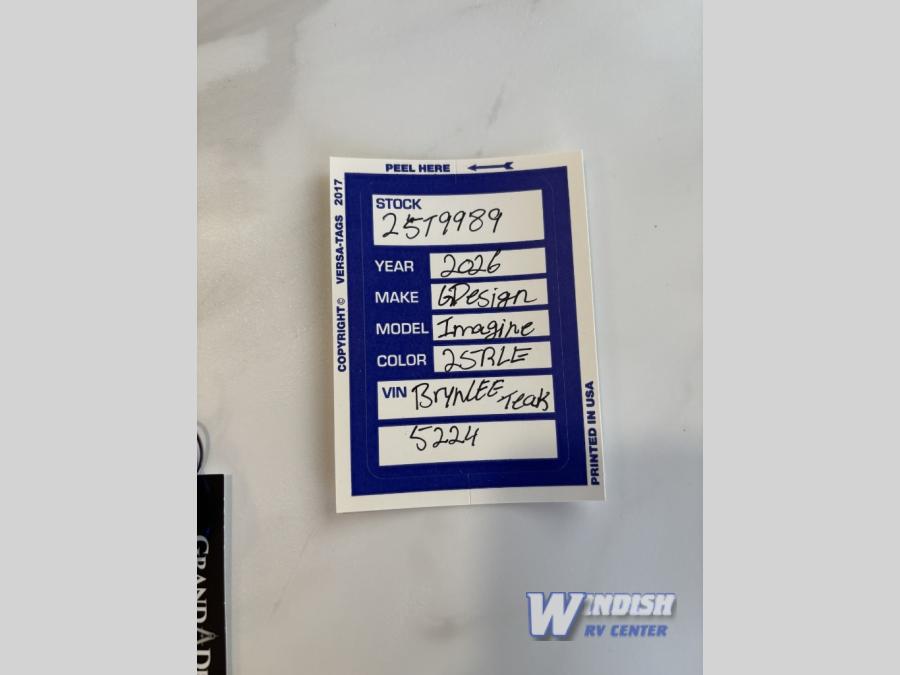 PEEL HERE
COPYRIGHT © VERSA-TAGS 2017
STOCK
25T9989
YEAR 2026
MAKE GDesign
MODEL Imagine
COLOR 25RLE
VIN BrynLEE Teak
5224
PRINTED IN USA
GRAND
WINDISH
RV CENTER